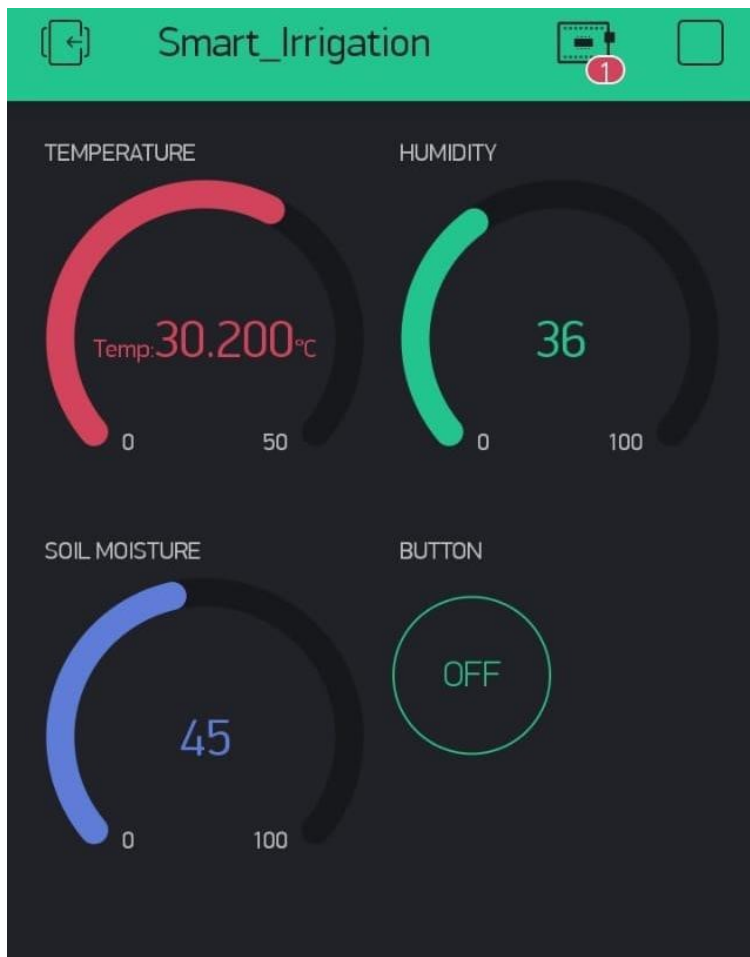 Smart_Irrigation
1
TEMPERATURE
HUMIDITY
Temp:30.200°C
36
0 50
0 100
SOIL MOISTURE
BUTTON
OFF
45
0 100